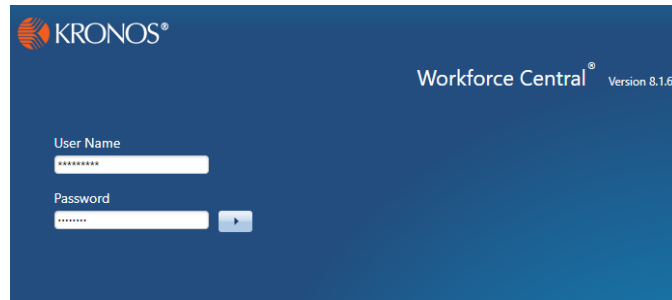 KRONOS®
Workforce Central® Version 8.1.6
User Name
*********
Password
••••••••